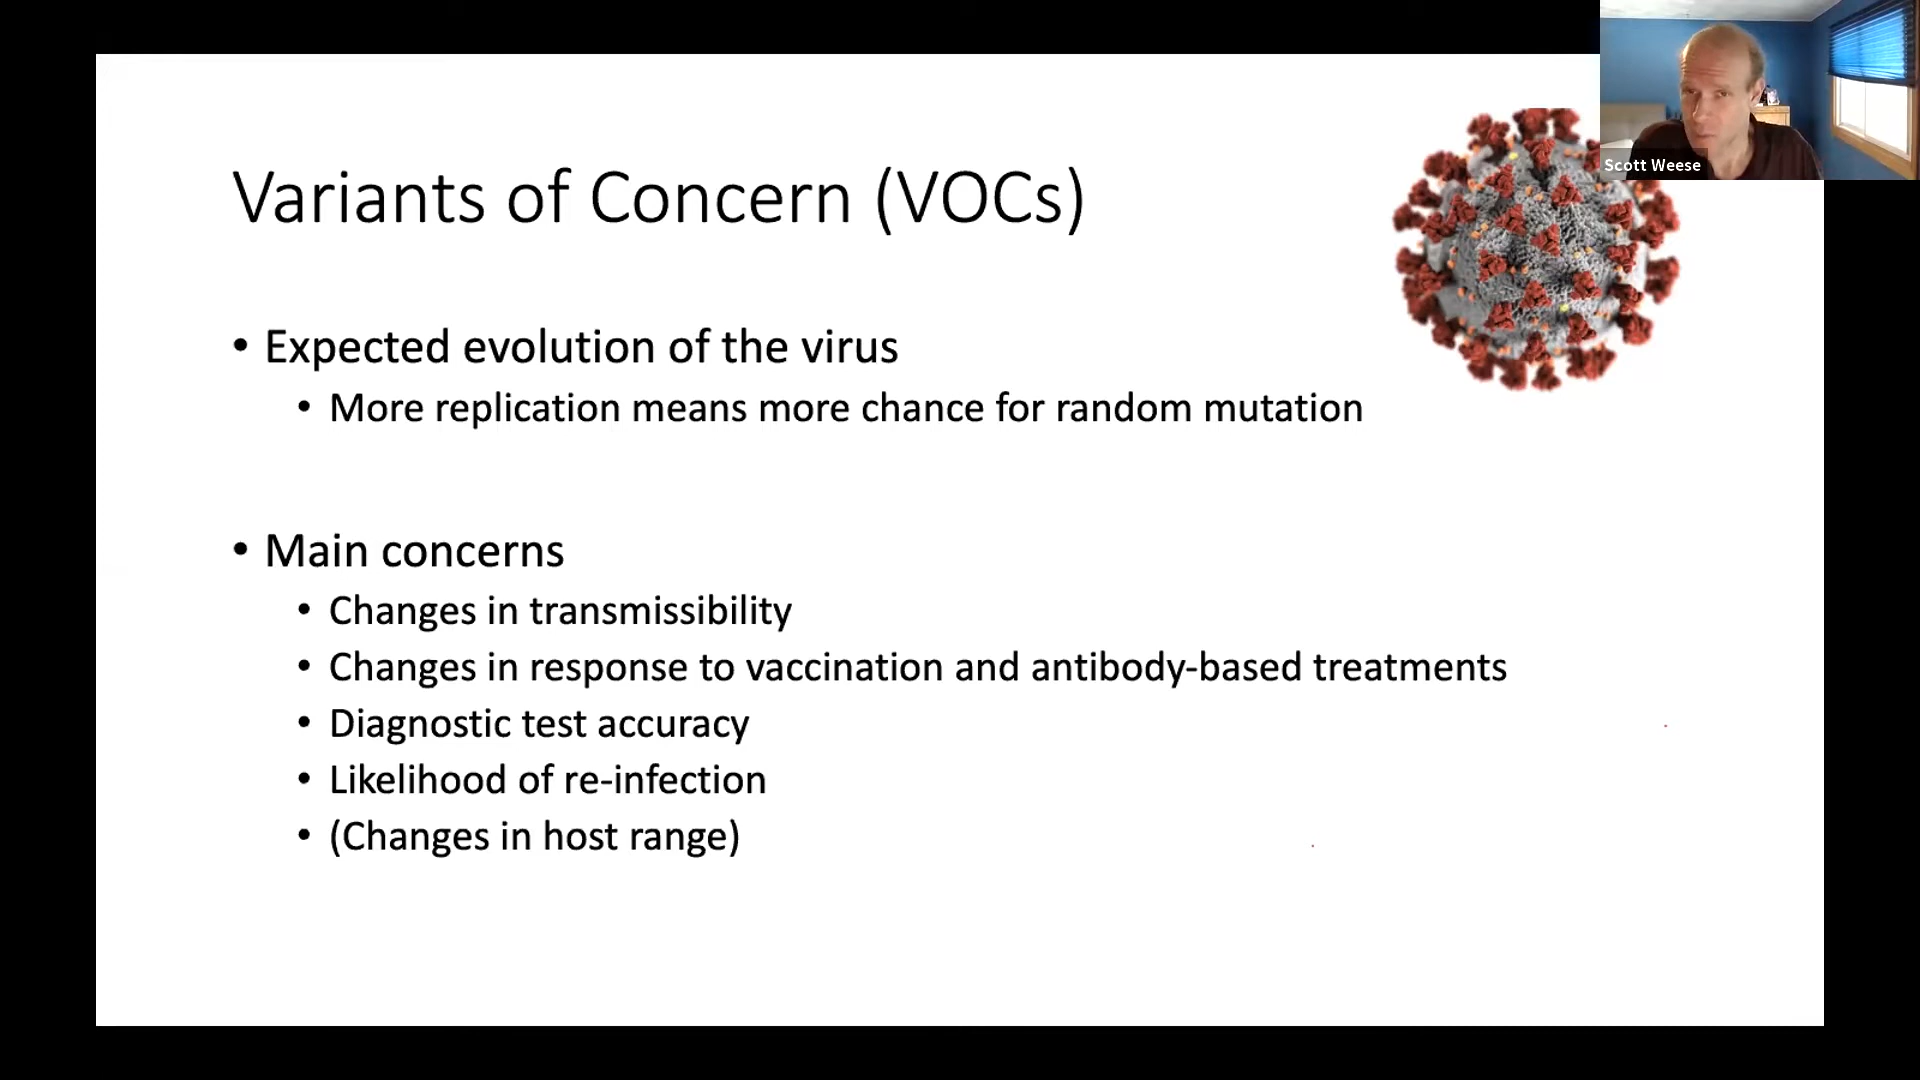 Scott Weese
Variants of Concern (VOCs)
• Expected evolution of the virus
• More replication means more chance for random mutation
• Main concerns
• Changes in transmissibility
• Changes in response to vaccination and antibody-based treatments
• Diagnostic test accuracy
• Likelihood of re-infection
• (Changes in host range)